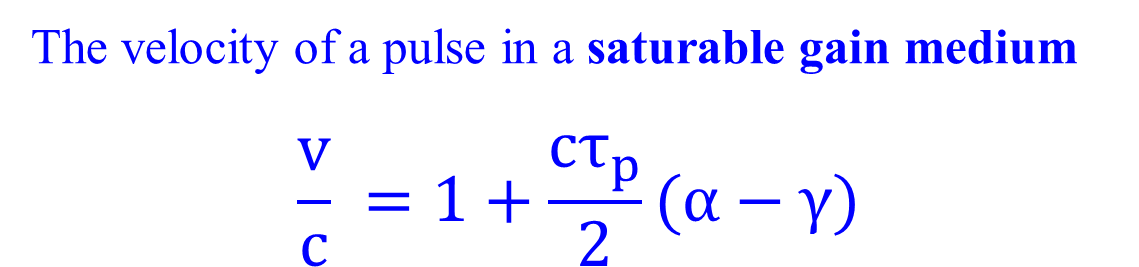 The velocity of a pulse in a saturable gain medium
v/c = 1 + cτₚ/2 (α − γ)